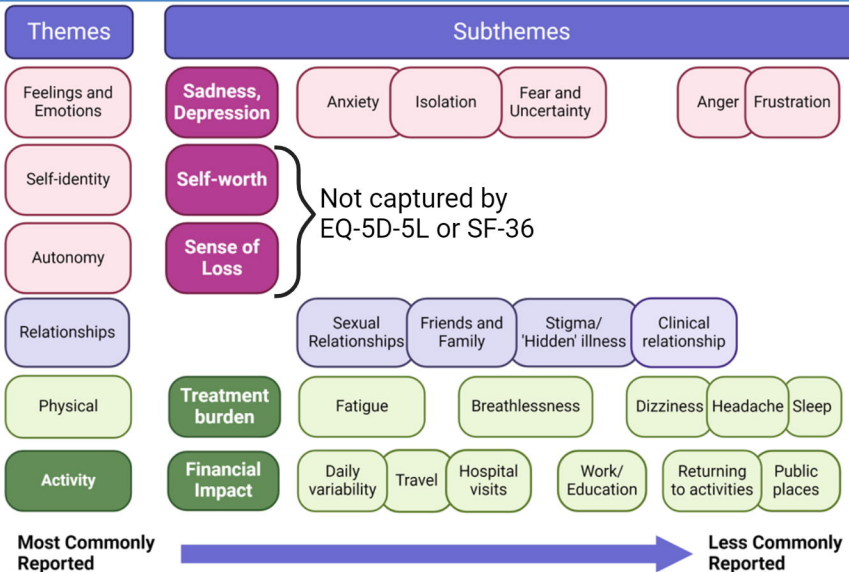 Themes
Subthemes
Feelings and
Emotions
Sadness,
Depression
Anxiety
Isolation
Fear and
Uncertainty
Anger
Frustration
Self-identity
Self-worth
Not captured by
EQ-5D-5L or SF-36
Autonomy
Sense of
Loss
Relationships
Sexual
Relationships
Friends and
Family
Stigma/
'Hidden' illness
Clinical
relationship
Physical
Treatment
burden
Fatigue
Breathlessness
Dizziness
Headache
Sleep
Activity
Financial
Impact
Daily
variability
Travel
Hospital
visits
Work/
Education
Returning
to activities
Public
places
Most Commonly
Reported
Less Commonly
Reported